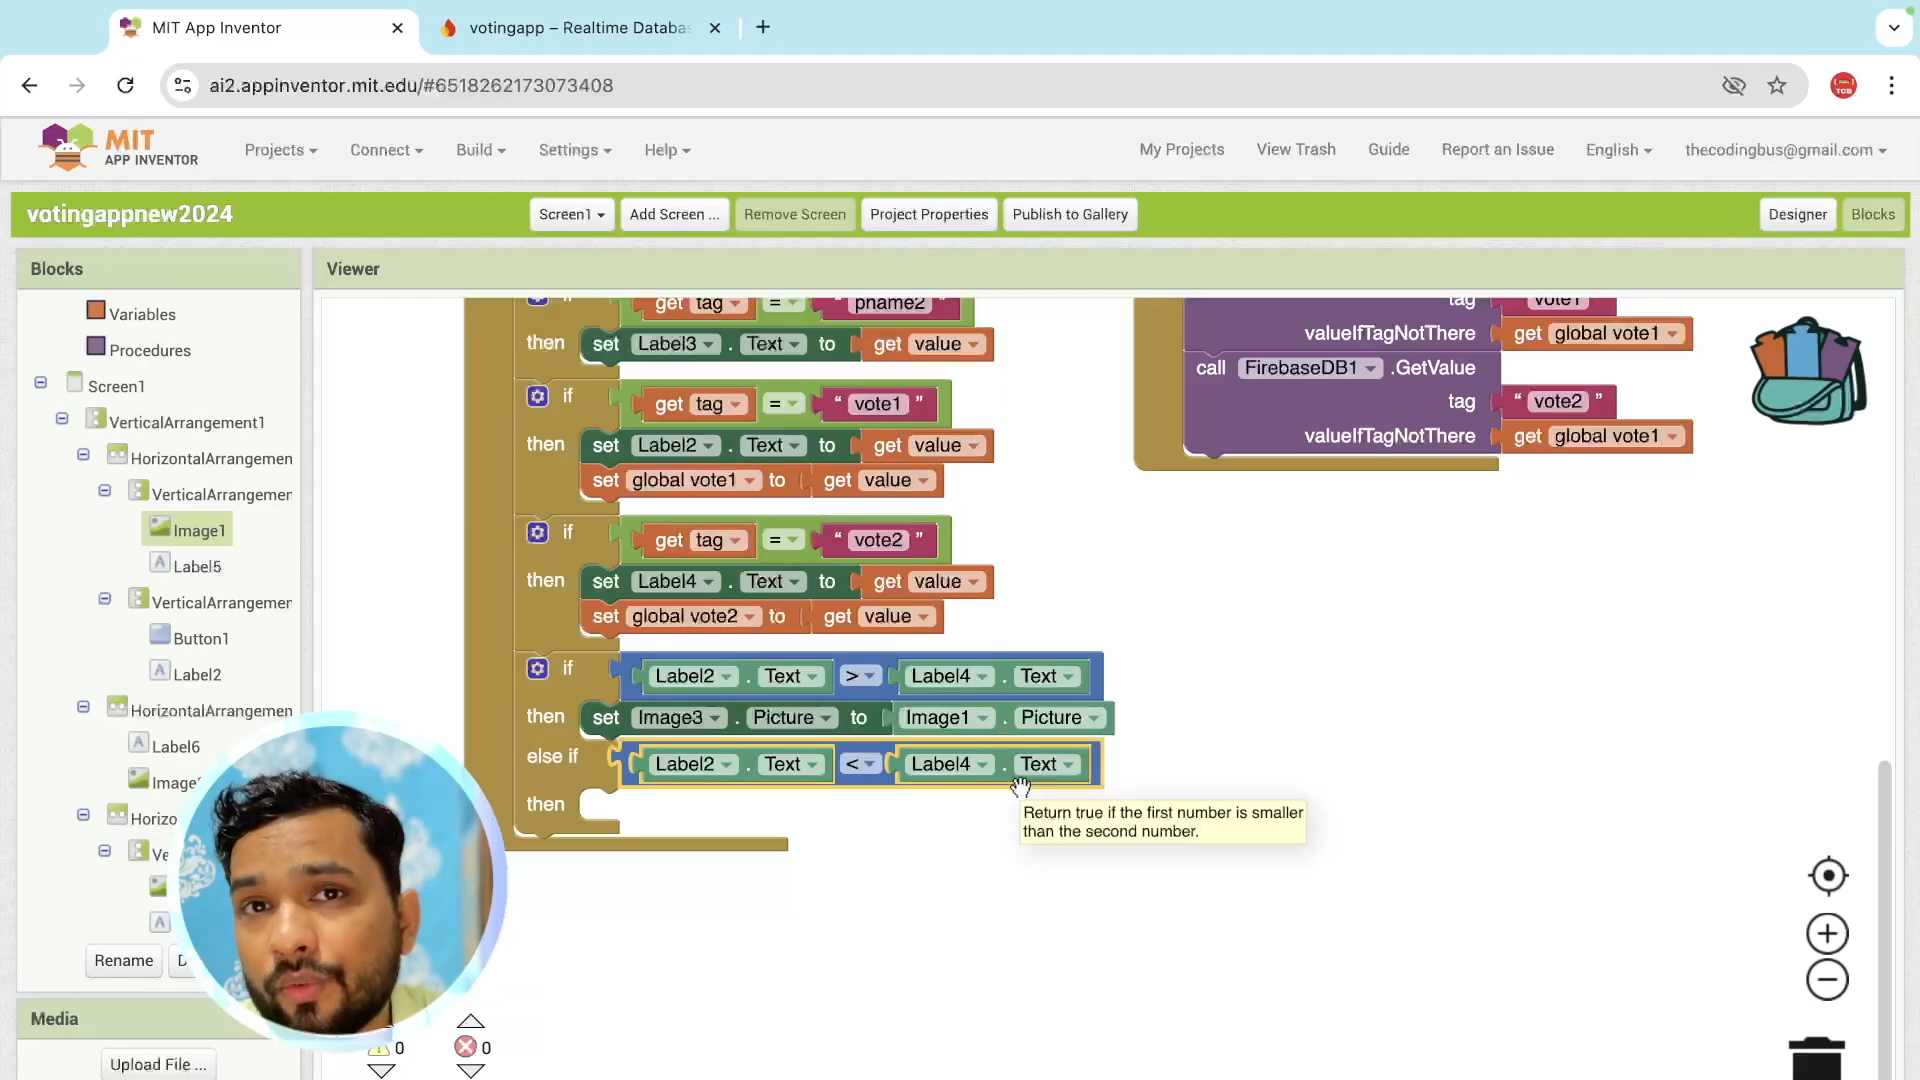 MIT App Inventor
votingapp – Realtime Databa
ai2.appinventor.mit.edu/#6518262173073408
TCB
MIT
APP INVENTOR
Projects
Connect
Build
Settings
Help
My Projects
View Trash
Guide
Report an Issue
English
thecodingbus@gmail.com
votingappnew2024
Screen1
Add Screen ...
Remove Screen
Project Properties
Publish to Gallery
Designer
Blocks
Blocks
Viewer
Variables
Procedures
Screen1
VerticalArrangement1
HorizontalArrangemen
VerticalArrangemer
Image1
Label5
VerticalArrangemer
Button1
Label2
HorizontalArrangemen
Label6
Image
Horizo
Ve
Rename
D
Media
Upload File ...
if get tag = " pname2 "
then set Label3 . Text to get value
if get tag = " vote1 "
then set Label2 . Text to get value
set global vote1 to get value
if get tag = " vote2 "
then set Label4 . Text to get value
set global vote2 to get value
if Label2 . Text > Label4 . Text
then set Image3 . Picture to Image1 . Picture
else if Label2 . Text < Label4 . Text
then
Return true if the first number is smaller
than the second number.
tag vote1
valueIfTagNotThere get global vote1
call FirebaseDB1 .GetValue
tag " vote2 "
valueIfTagNotThere get global vote1
0
0